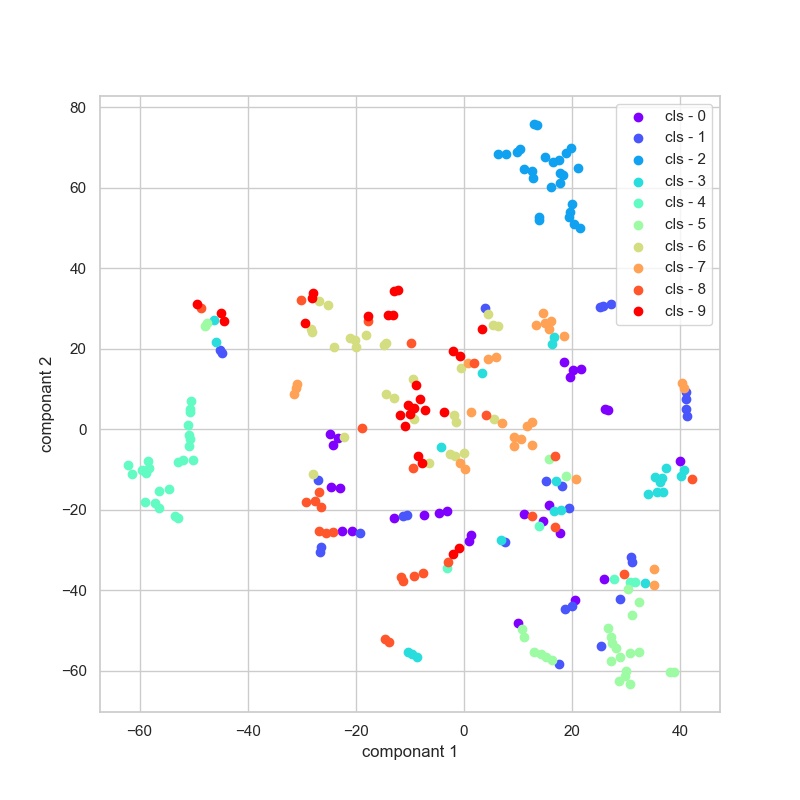 80
60
40
20
0
−20
−40
−60
−60
−40
−20
0
20
40
componant 1
componant 2
cls - 0
cls - 1
cls - 2
cls - 3
cls - 4
cls - 5
cls - 6
cls - 7
cls - 8
cls - 9